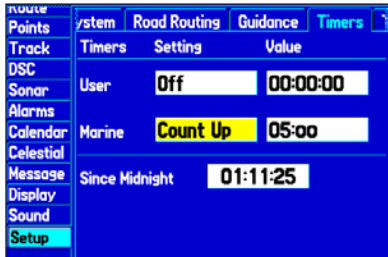 Route
Points
Track
DSC
Sonar
Alarms
Calendar
Celestial
Message
Display
Sound
Setup
ystem Road Routing Guidance Timers
Timers Setting Value
User Off 00:00:00
Marine Count Up 05:00
Since Midnight 01:11:25